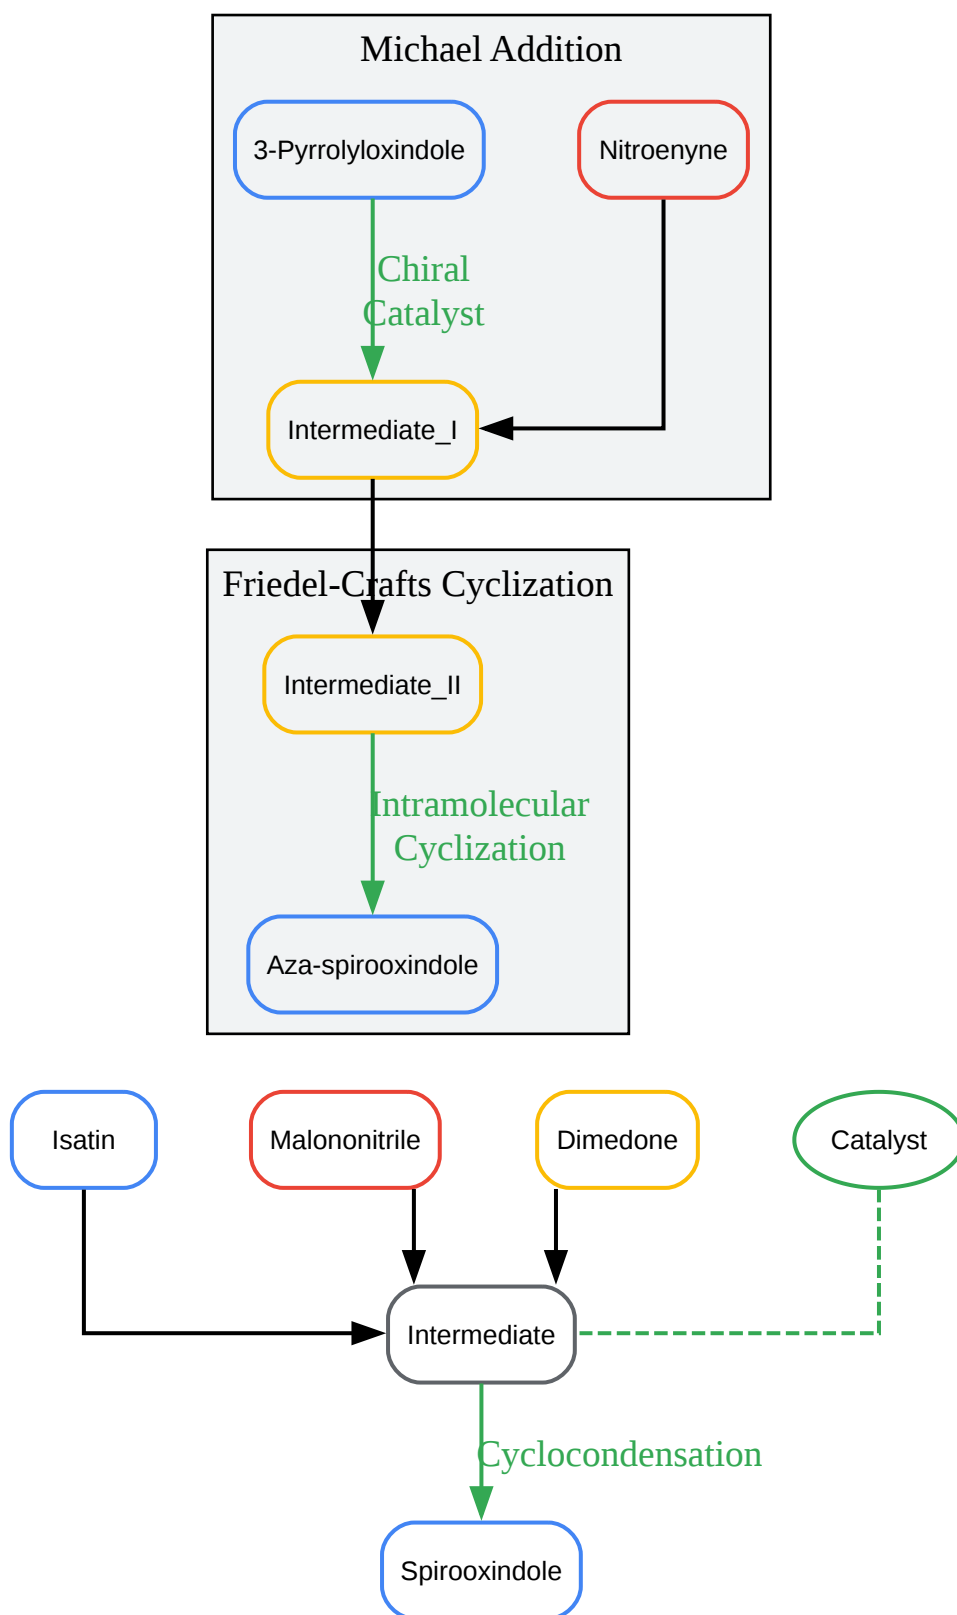 Michael Addition
3-Pyrrolyloxindole
Nitroenyne
Chiral
Catalyst
Intermediate_I
Friedel-Crafts Cyclization
Intermediate_II
Intramolecular
Cyclization
Aza-spirooxindole
Isatin
Malononitrile
Dimedone
Catalyst
Intermediate
Cyclocondensation
Spirooxindole